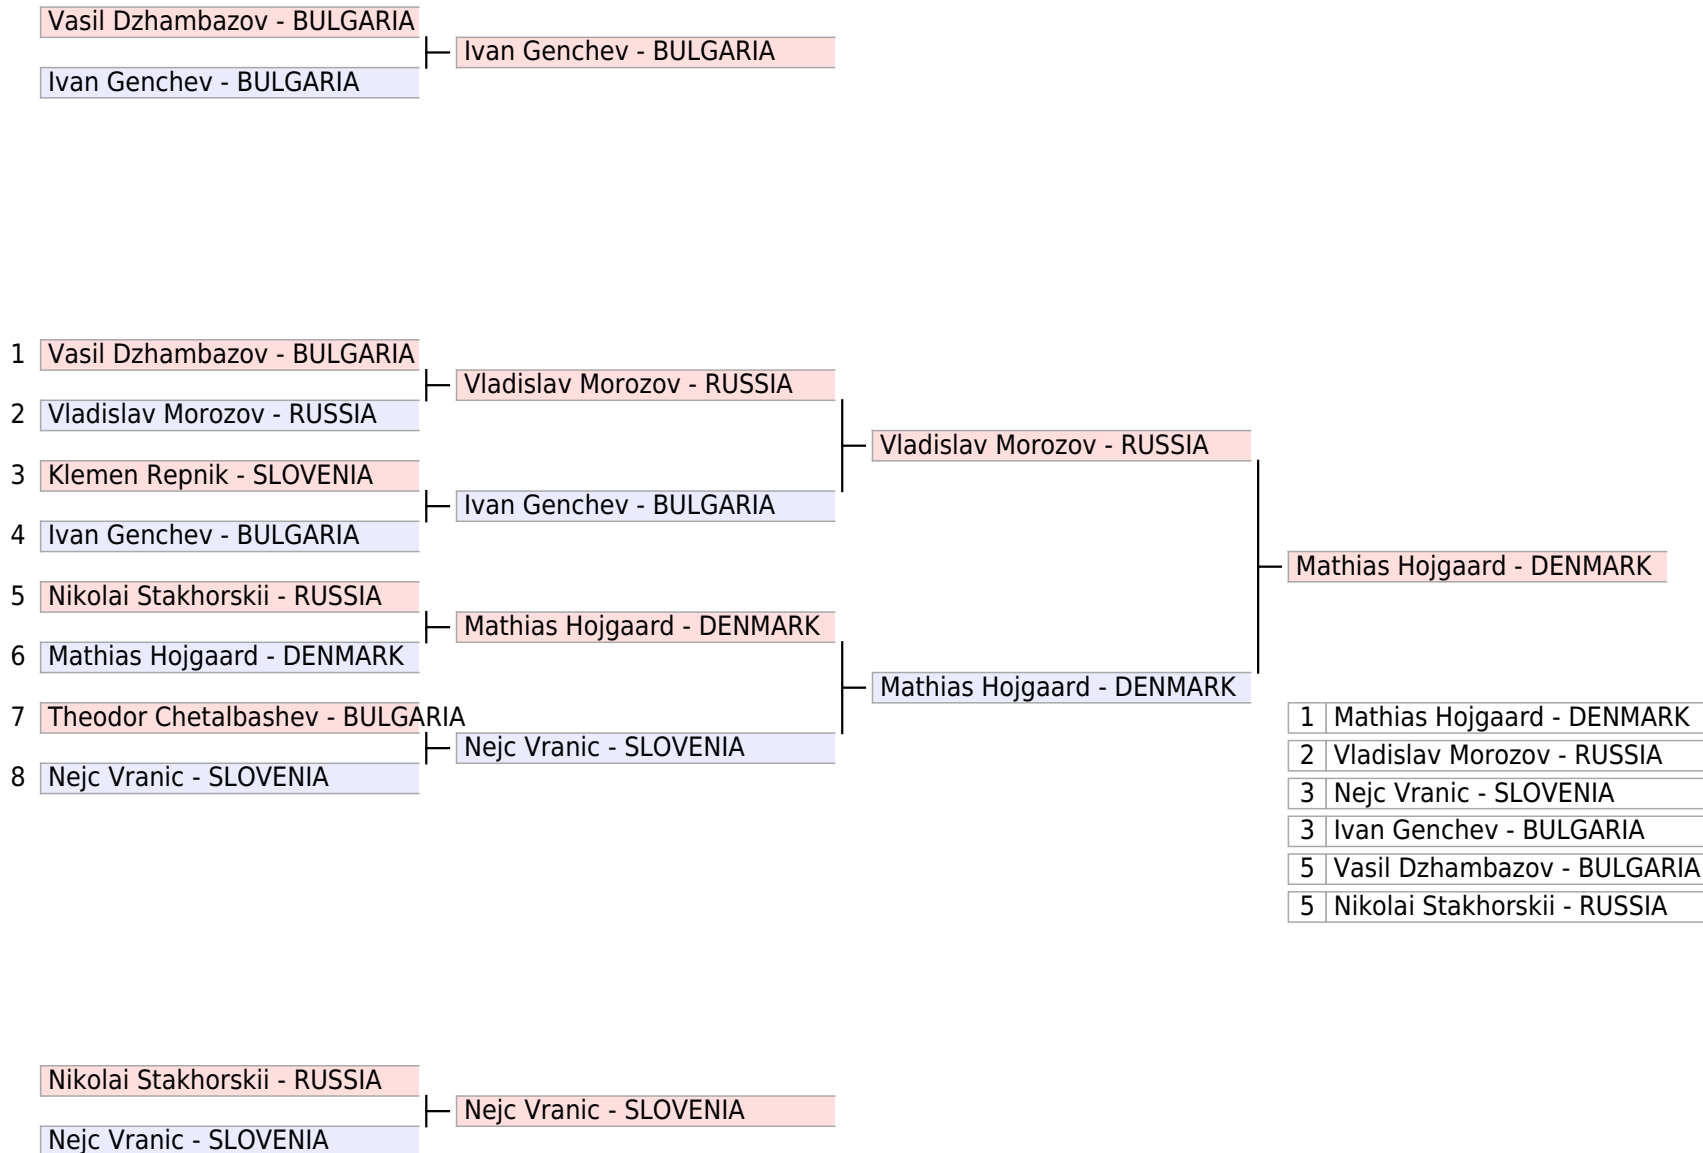 Vasil Dzhambazov - BULGARIA
Ivan Genchev - BULGARIA
Ivan Genchev - BULGARIA
1 Vasil Dzhambazov - BULGARIA
Vladislav Morozov - RUSSIA
2 Vladislav Morozov - RUSSIA
Vladislav Morozov - RUSSIA
3 Klemen Repnik - SLOVENIA
Ivan Genchev - BULGARIA
4 Ivan Genchev - BULGARIA
Mathias Hojgaard - DENMARK
5 Nikolai Stakhorskii - RUSSIA
Mathias Hojgaard - DENMARK
6 Mathias Hojgaard - DENMARK
Mathias Hojgaard - DENMARK
7 Theodor Chetalbashev - BULGARIA
Nejc Vranic - SLOVENIA
8 Nejc Vranic - SLOVENIA
1 Mathias Hojgaard - DENMARK
2 Vladislav Morozov - RUSSIA
3 Nejc Vranic - SLOVENIA
3 Ivan Genchev - BULGARIA
5 Vasil Dzhambazov - BULGARIA
5 Nikolai Stakhorskii - RUSSIA
Nikolai Stakhorskii - RUSSIA
Nejc Vranic - SLOVENIA
Nejc Vranic - SLOVENIA